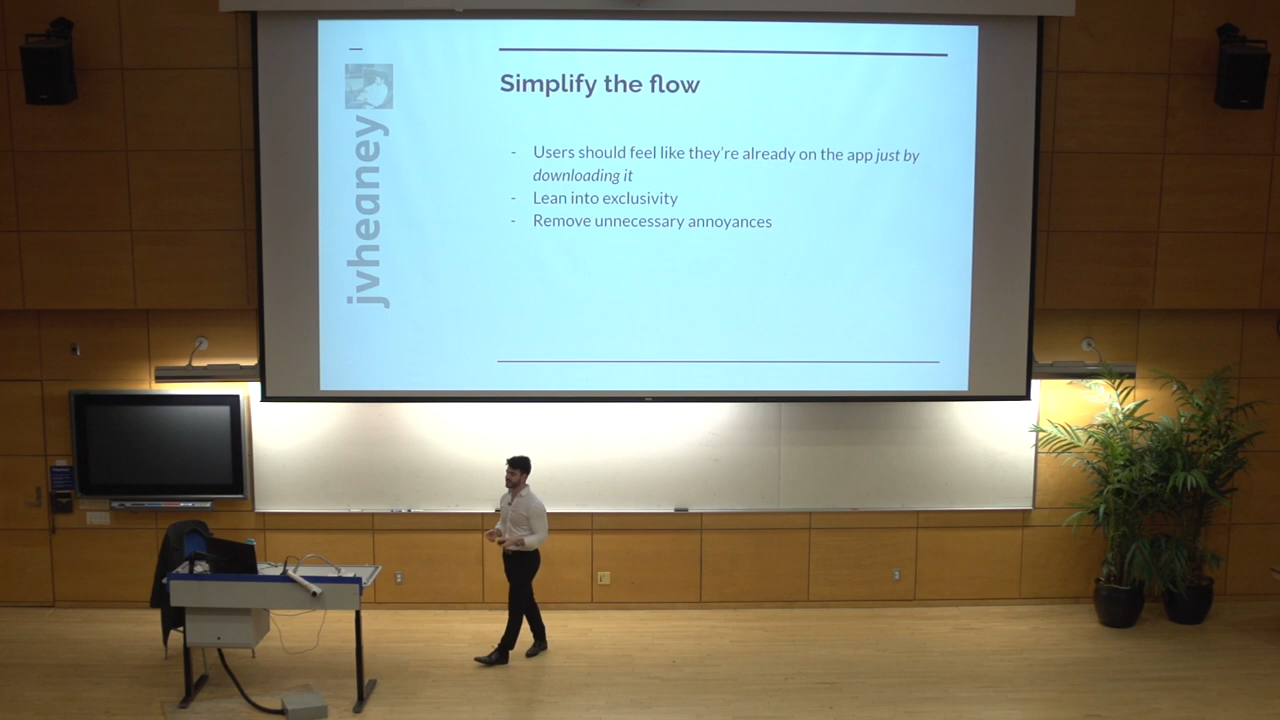 jvheaney
Simplify the flow
- Users should feel like they're already on the app just by
downloading it
- Lean into exclusivity
- Remove unnecessary annoyances